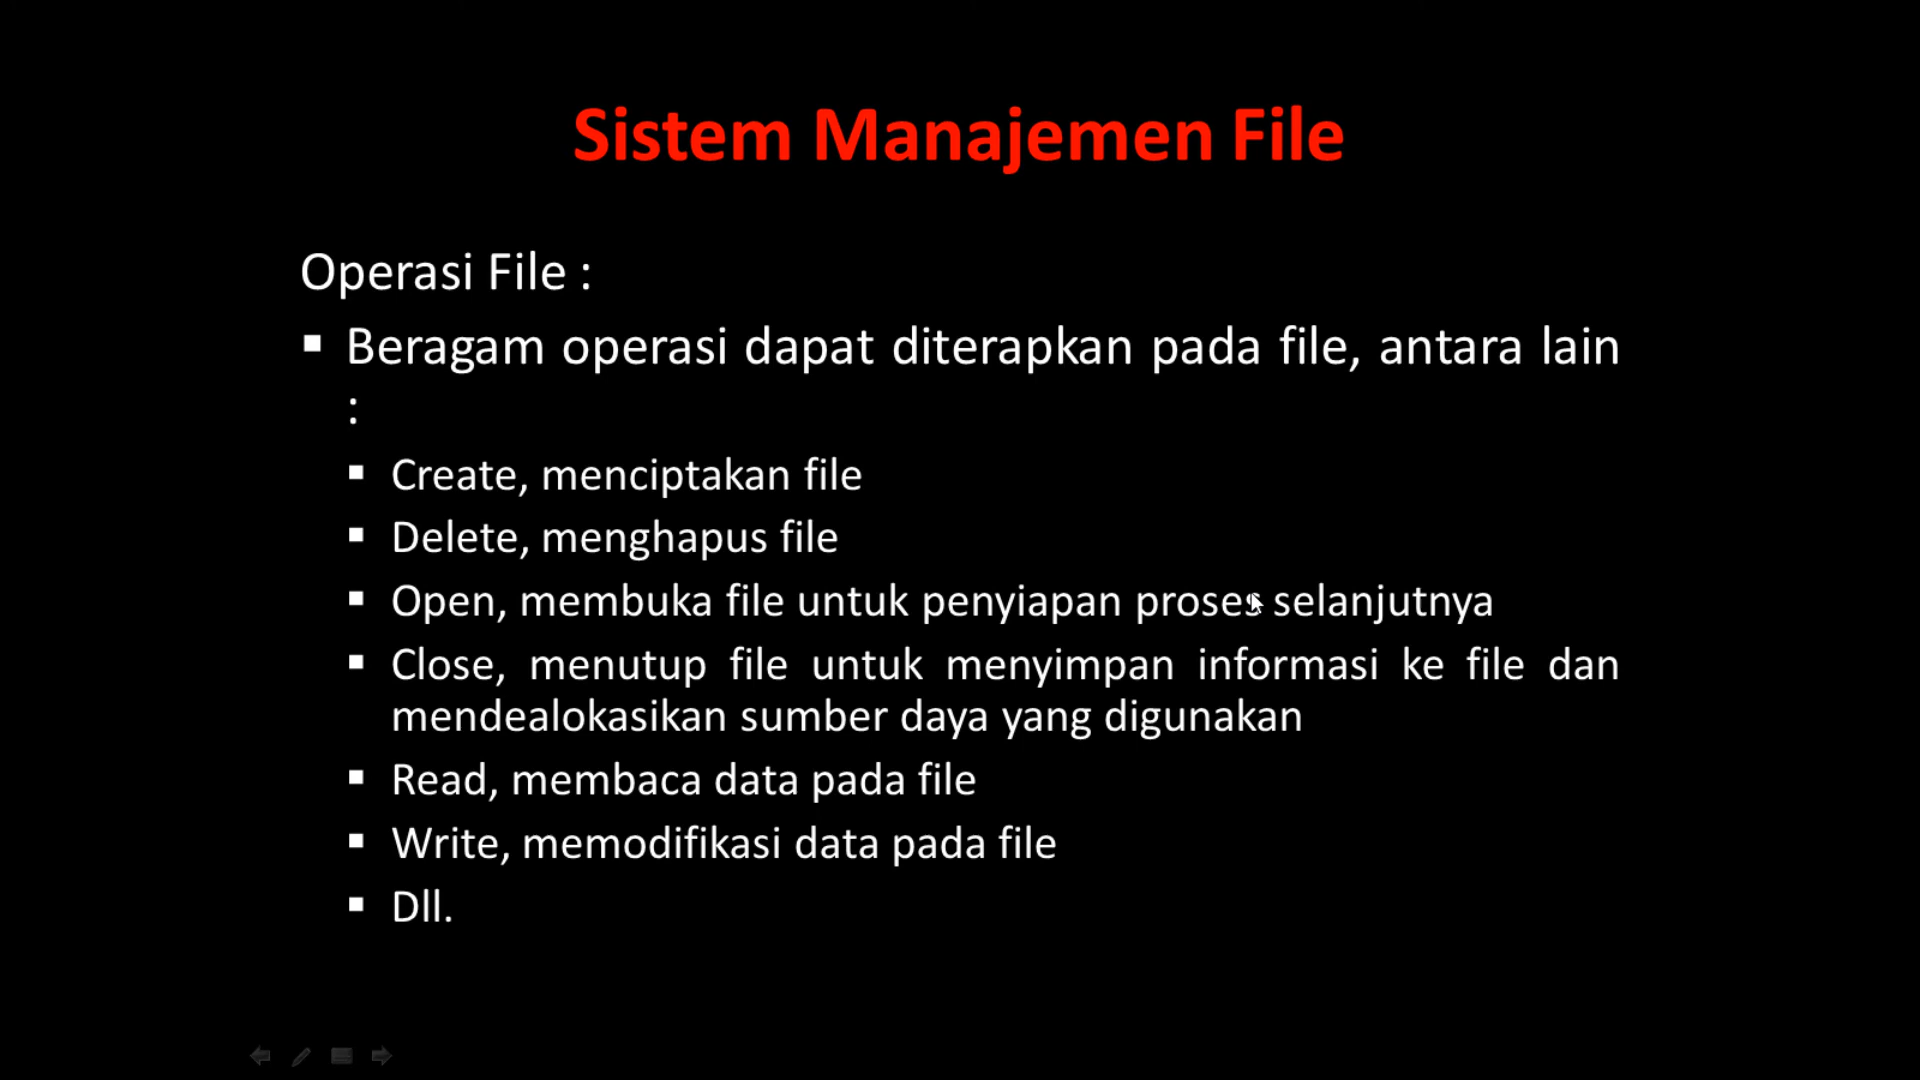 Sistem Manajemen File
Operasi File :
▪ Beragam operasi dapat diterapkan pada file, antara lain
:
▪ Create, menciptakan file
▪ Delete, menghapus file
▪ Open, membuka file untuk penyiapan proses selanjutnya
▪ Close, menutup file untuk menyimpan informasi ke file dan
mendealokasikan sumber daya yang digunakan
▪ Read, membaca data pada file
▪ Write, memodifikasi data pada file
▪ Dll.